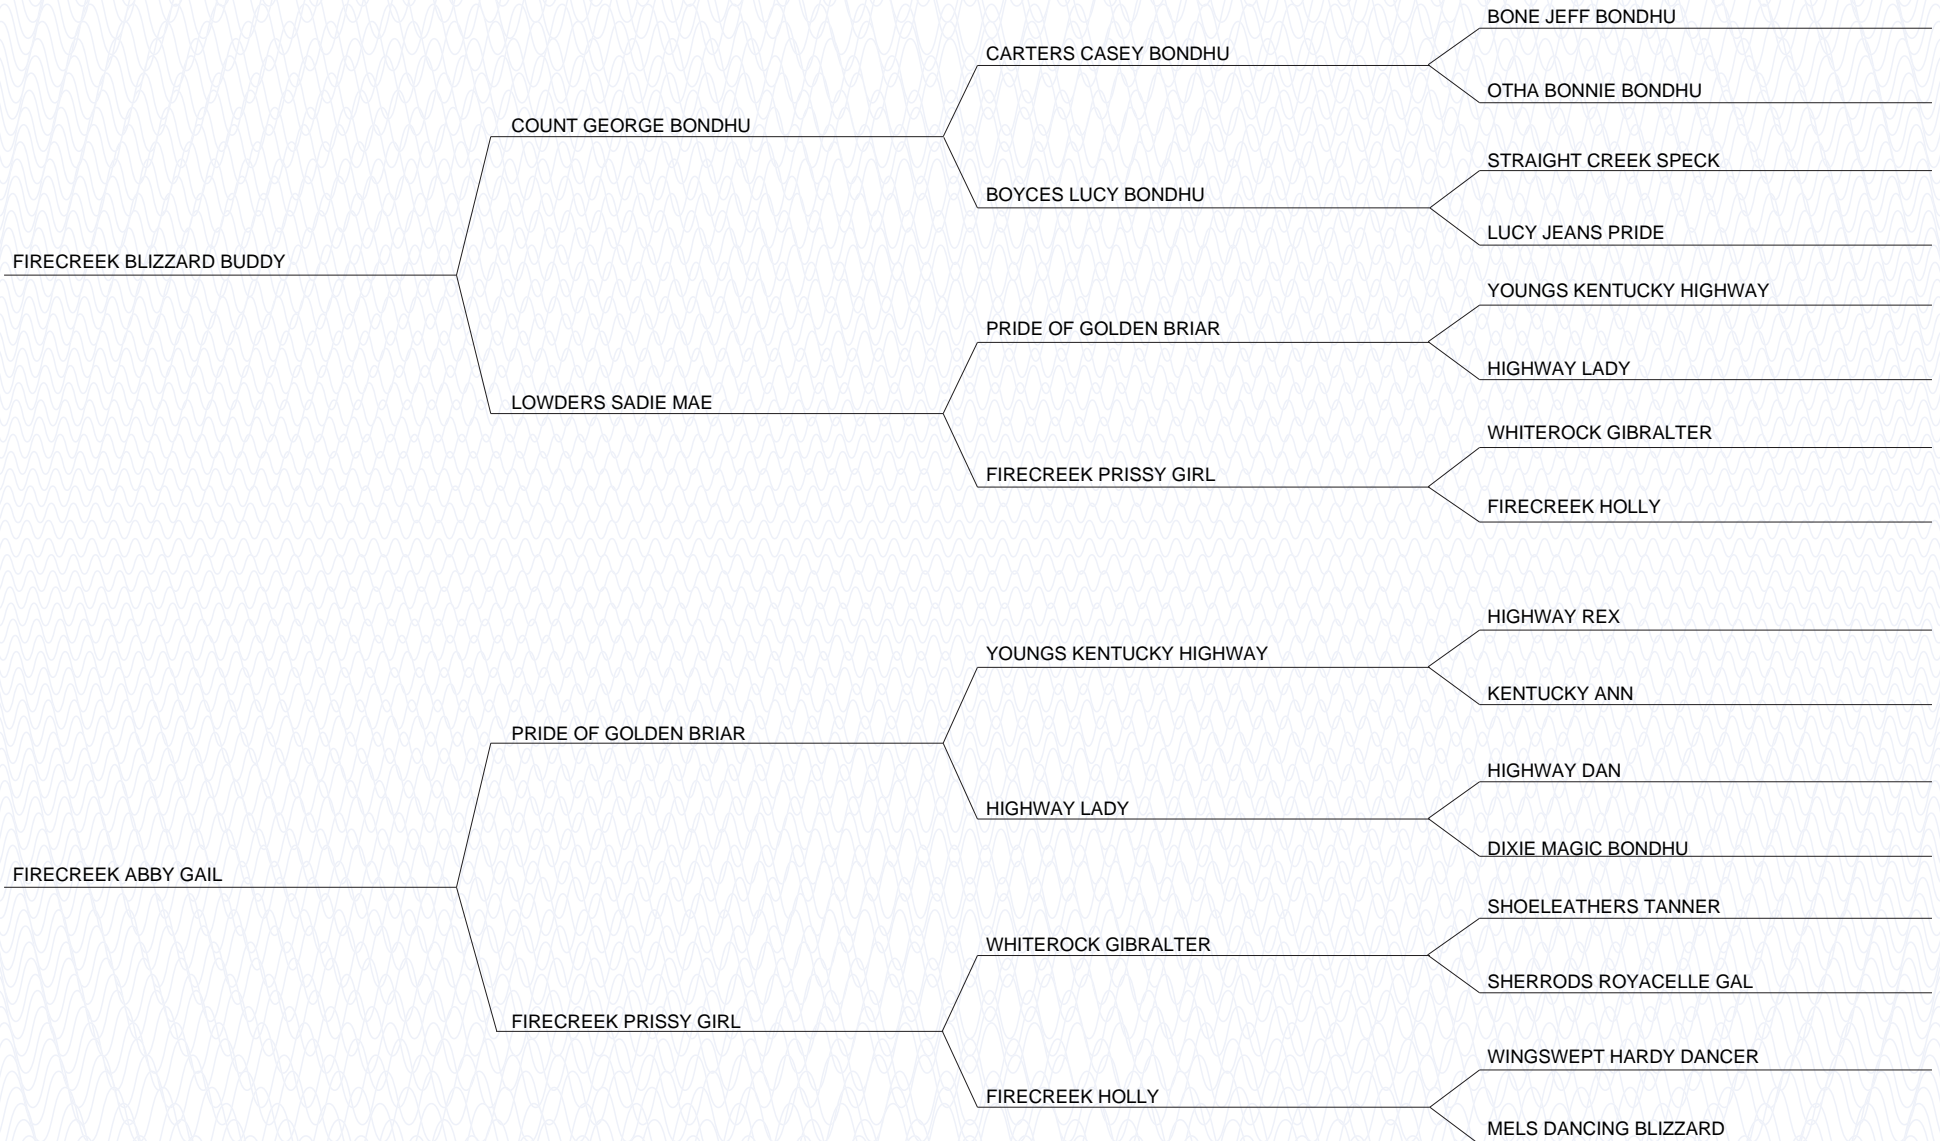 BONE JEFF BONDHU
CARTERS CASEY BONDHU
OTHA BONNIE BONDHU
COUNT GEORGE BONDHU
STRAIGHT CREEK SPECK
BOYCES LUCY BONDHU
LUCY JEANS PRIDE
FIRECREEK BLIZZARD BUDDY
YOUNGS KENTUCKY HIGHWAY
PRIDE OF GOLDEN BRIAR
HIGHWAY LADY
LOWDERS SADIE MAE
WHITEROCK GIBRALTER
FIRECREEK PRISSY GIRL
FIRECREEK HOLLY
HIGHWAY REX
YOUNGS KENTUCKY HIGHWAY
KENTUCKY ANN
PRIDE OF GOLDEN BRIAR
HIGHWAY DAN
HIGHWAY LADY
DIXIE MAGIC BONDHU
FIRECREEK ABBY GAIL
SHOELEATHERS TANNER
WHITEROCK GIBRALTER
SHERRODS ROYACELLE GAL
FIRECREEK PRISSY GIRL
WINGSWEPT HARDY DANCER
FIRECREEK HOLLY
MELS DANCING BLIZZARD